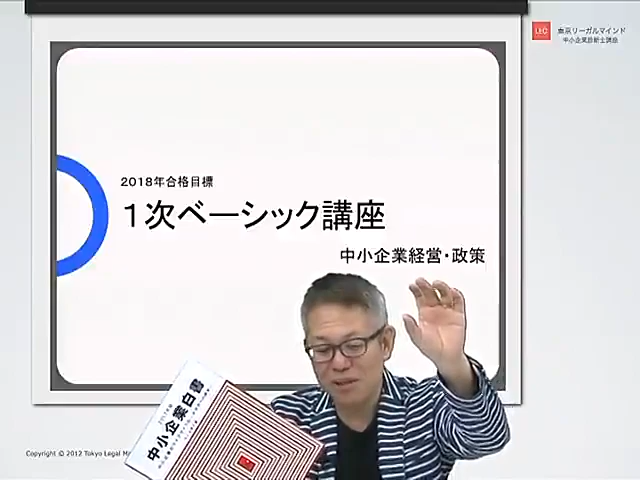 LEC
東京リーガルマインド
中小企業診断士講座
2018年合格目標
1次ベーシック講座
中小企業経営・政策
中小企業白書
Copyright © 2012 Tokyo Legal M